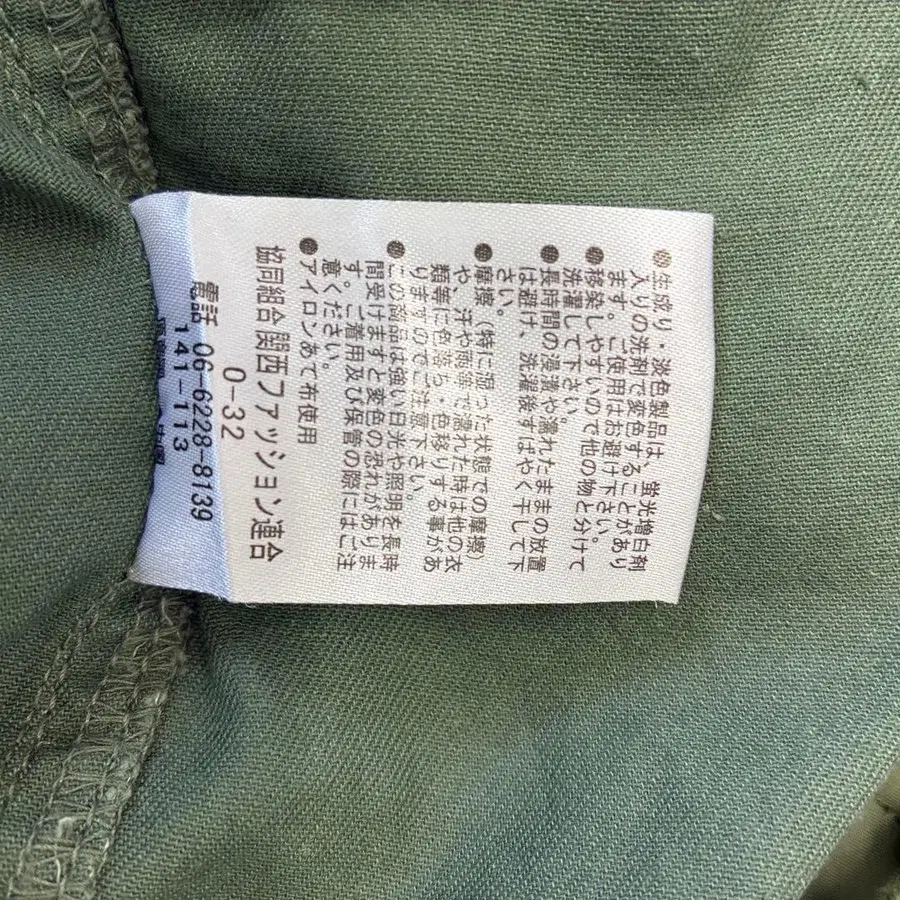 ●生成り・淡色製品は、蛍光増白剤
入りの洗剤で変色することがあり
ます。ご使用はお避け下さい。
●移染しやすいので他の物と分けて
洗濯して下さい。
●長時間の浸漬や濡れたままの放置
は避け、洗濯後すばやく干して下
さい。
●摩擦、(特に湿った状態での摩擦)
や、汗や雨等で濡れた時は他の衣
類等に色落ち・色移りする事があ
りますのでご注意下さい。
●この商品は強い日光や照明を長時
間受けますと変色の恐れがありま
す。ご着用及び保管の際にはご注
意ください。
●アイロンあて布使用
協同組合関西ファッション連合
0-32
電話 06-6228-8139
141-113